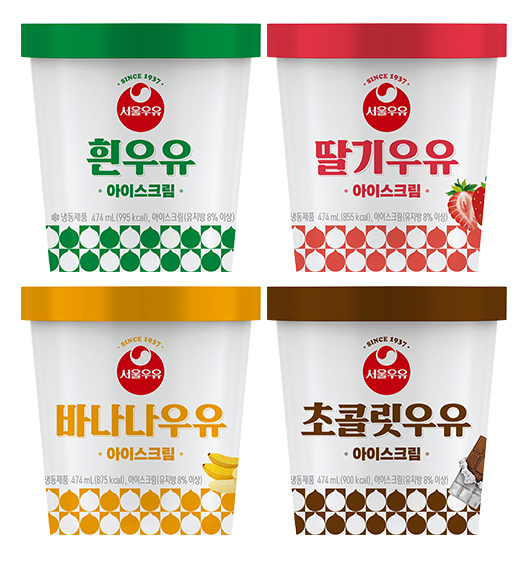 · SINCE 1937 ·
서울우유
흰우유
· 아이스크림 ·
냉동제품 474 mL (995 kcal), 아이스크림(유지방 8% 이상)
· SINCE 1937 ·
서울우유
딸기우유
· 아이스크림 ·
냉동제품 474 mL (855 kcal), 아이스크림(유지방 8% 이상)
· SINCE 1937 ·
서울우유
바나나우유
· 아이스크림 ·
냉동제품 474 mL (875 kcal), 아이스크림(유지방 8% 이상)
· SINCE 1937 ·
서울우유
초콜릿우유
· 아이스크림 ·
냉동제품 474 mL (900 kcal), 아이스크림(유지방 8% 이상)